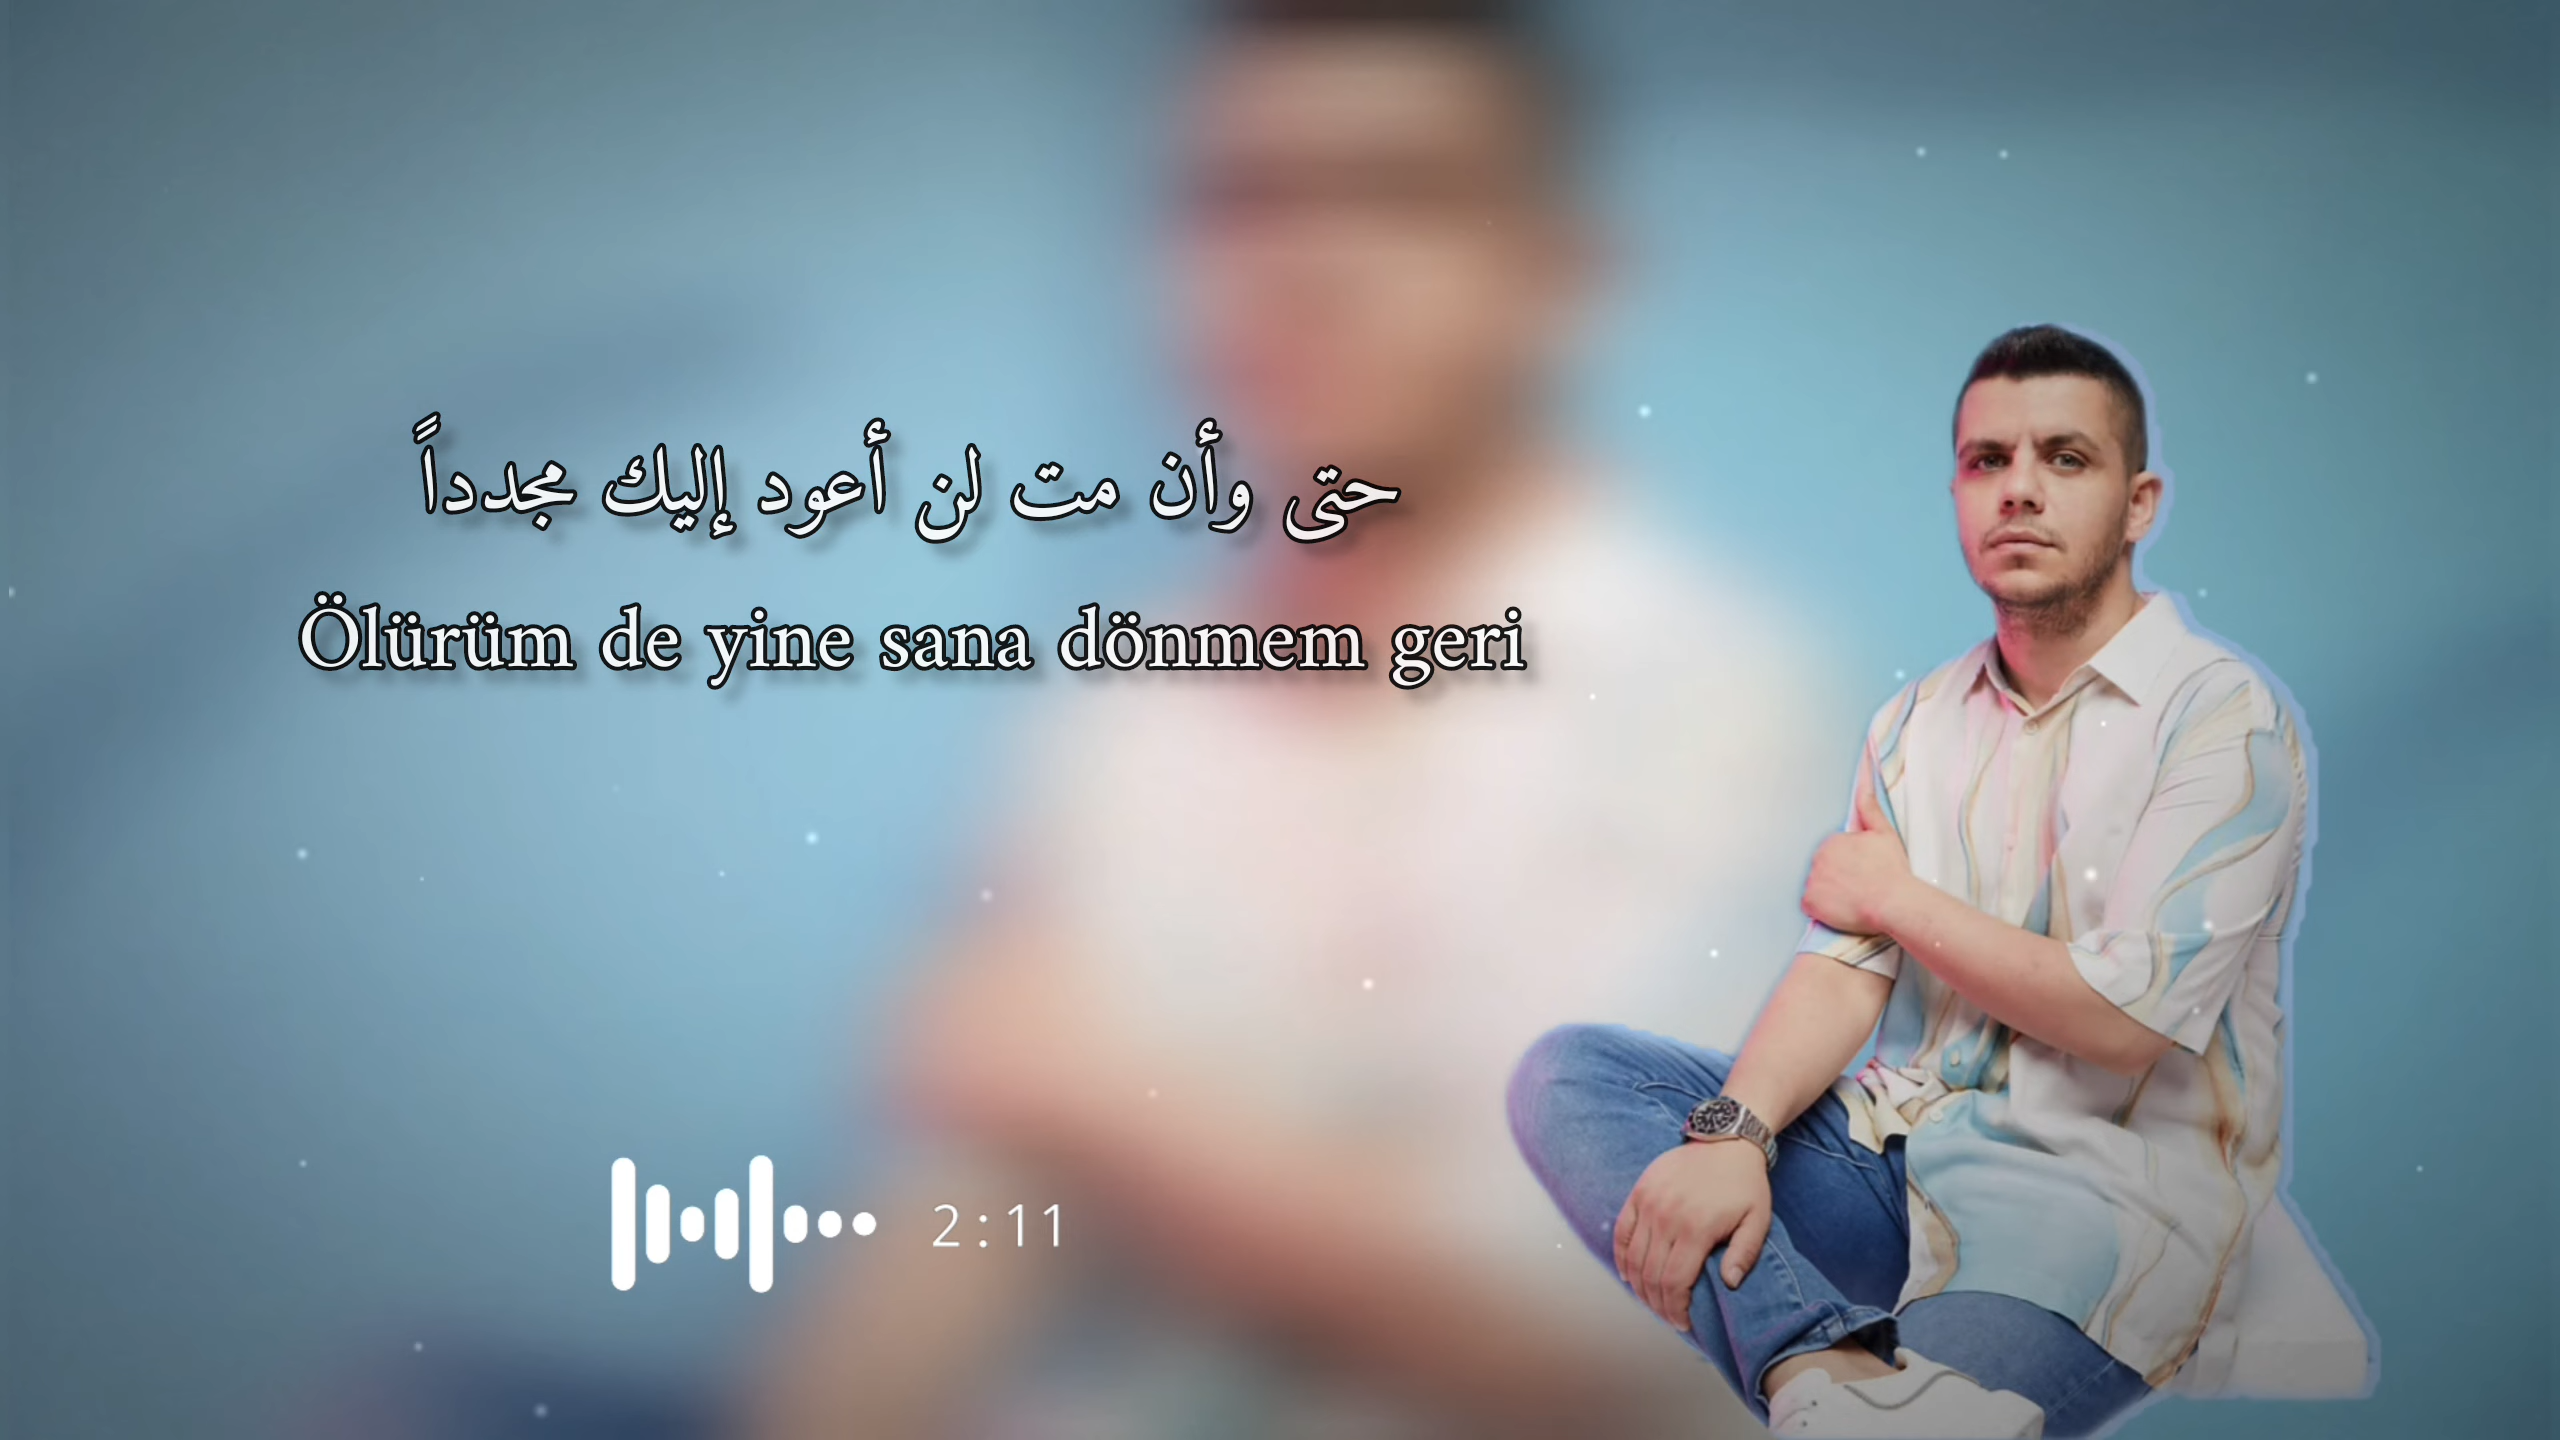 حتى وأن مت لن أعود إليك مجدداً
Ölürüm de yine sana dönmem geri
2:11